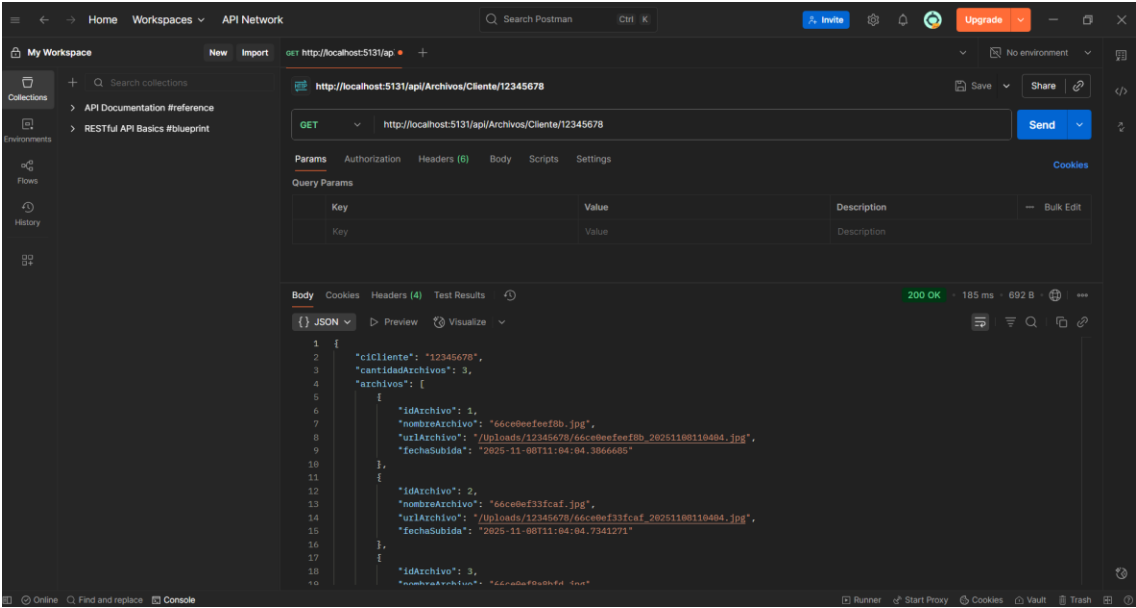 Home Workspaces API Network Search Postman Ctrl K Invite Upgrade
My Workspace New Import GET http://localhost:5131/ap No environment
Collections Search collections http://localhost:5131/api/Archivos/Cliente/12345678 Save Share
API Documentation #reference
RESTful API Basics #blueprint
Environments
Flows
History
GET http://localhost:5131/api/Archivos/Cliente/12345678 Send
Params Authorization Headers (6) Body Scripts Settings Cookies
Query Params
Key Value Description Bulk Edit
Key Value Description
Body Cookies Headers (4) Test Results 200 OK 185 ms 692 B
{} JSON Preview Visualize
1 {
2 "ciCliente": "12345678",
3 "cantidadArchivos": 3,
4 "archivos": [
5 {
6 "idArchivo": 1,
7 "nombreArchivo": "66ce0eefeef8b.jpg",
8 "urlArchivo": "/Uploads/12345678/66ce0eefeef8b_20251108110404.jpg",
9 "fechaSubida": "2025-11-08T11:04:04.3866685"
10 },
11 {
12 "idArchivo": 2,
13 "nombreArchivo": "66ce0ef33fcaf.jpg",
14 "urlArchivo": "/Uploads/12345678/66ce0ef33fcaf_20251108110404.jpg",
15 "fechaSubida": "2025-11-08T11:04:04.7341271"
16 },
17 {
18 "idArchivo": 3,
19 "nombreArchivo":
Online Find and replace Console Runner Start Proxy Cookies Vault Trash